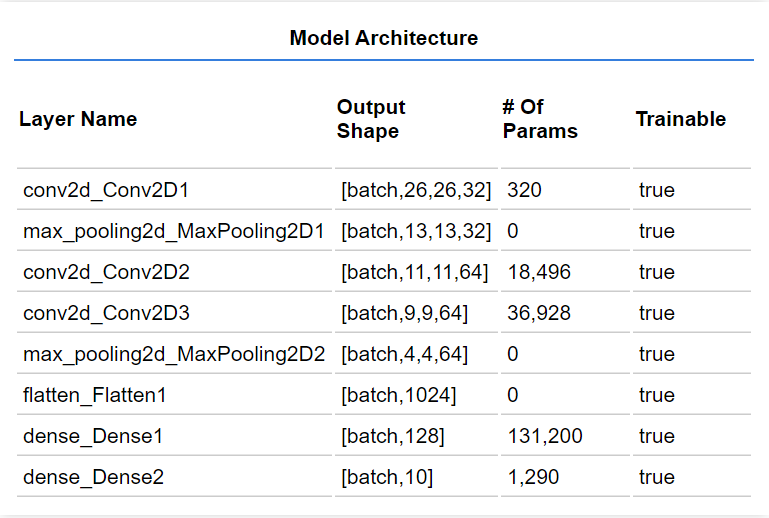 Model Architecture
Layer Name Output Shape # Of Params Trainable
conv2d_Conv2D1 [batch,26,26,32] 320 true
max_pooling2d_MaxPooling2D1 [batch,13,13,32] 0 true
conv2d_Conv2D2 [batch,11,11,64] 18,496 true
conv2d_Conv2D3 [batch,9,9,64] 36,928 true
max_pooling2d_MaxPooling2D2 [batch,4,4,64] 0 true
flatten_Flatten1 [batch,1024] 0 true
dense_Dense1 [batch,128] 131,200 true
dense_Dense2 [batch,10] 1,290 true